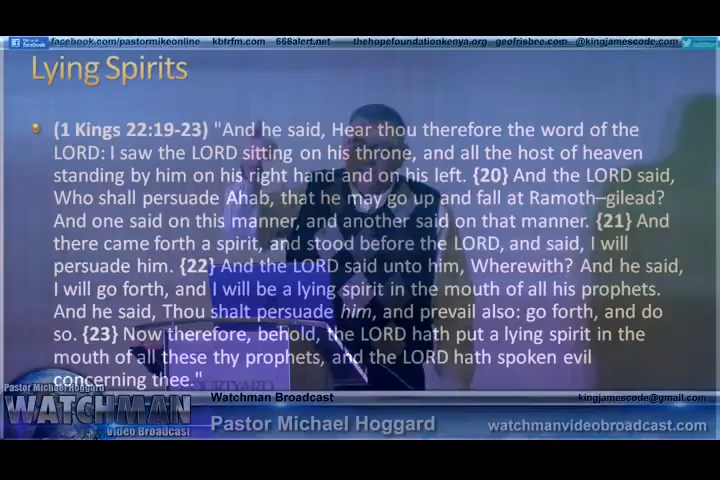 Find us on facebook
facebook.com/pastormikeonline kbtrfm.com 666alert.net thehopefoundationkenya.org geofrisbee.com @kingjamescode.com twitter
Lying Spirits
(1 Kings 22:19-23) "And he said, Hear thou therefore the word of the
LORD: I saw the LORD sitting on his throne, and all the host of heaven
standing by him on his right hand and on his left. {20} And the LORD said,
Who shall persuade Ahab, that he may go up and fall at Ramoth–gilead?
And one said on this manner, and another said on that manner. {21} And
there came forth a spirit, and stood before the LORD, and said, I will
persuade him. {22} And the LORD said unto him, Wherewith? And he said,
I will go forth, and I will be a lying spirit in the mouth of all his prophets.
And he said, Thou shalt persuade him, and prevail also: go forth, and do
so. {23} Now therefore, behold, the LORD hath put a lying spirit in the
mouth of all these thy prophets, and the LORD hath spoken evil
concerning thee."
COURTYARD
Pastor Michael Hoggard
WATCHMAN
Video Broadcast
Watchman Broadcast
kingjamescode@gmail.com
Pastor Michael Hoggard
watchmanvideobroadcast.com